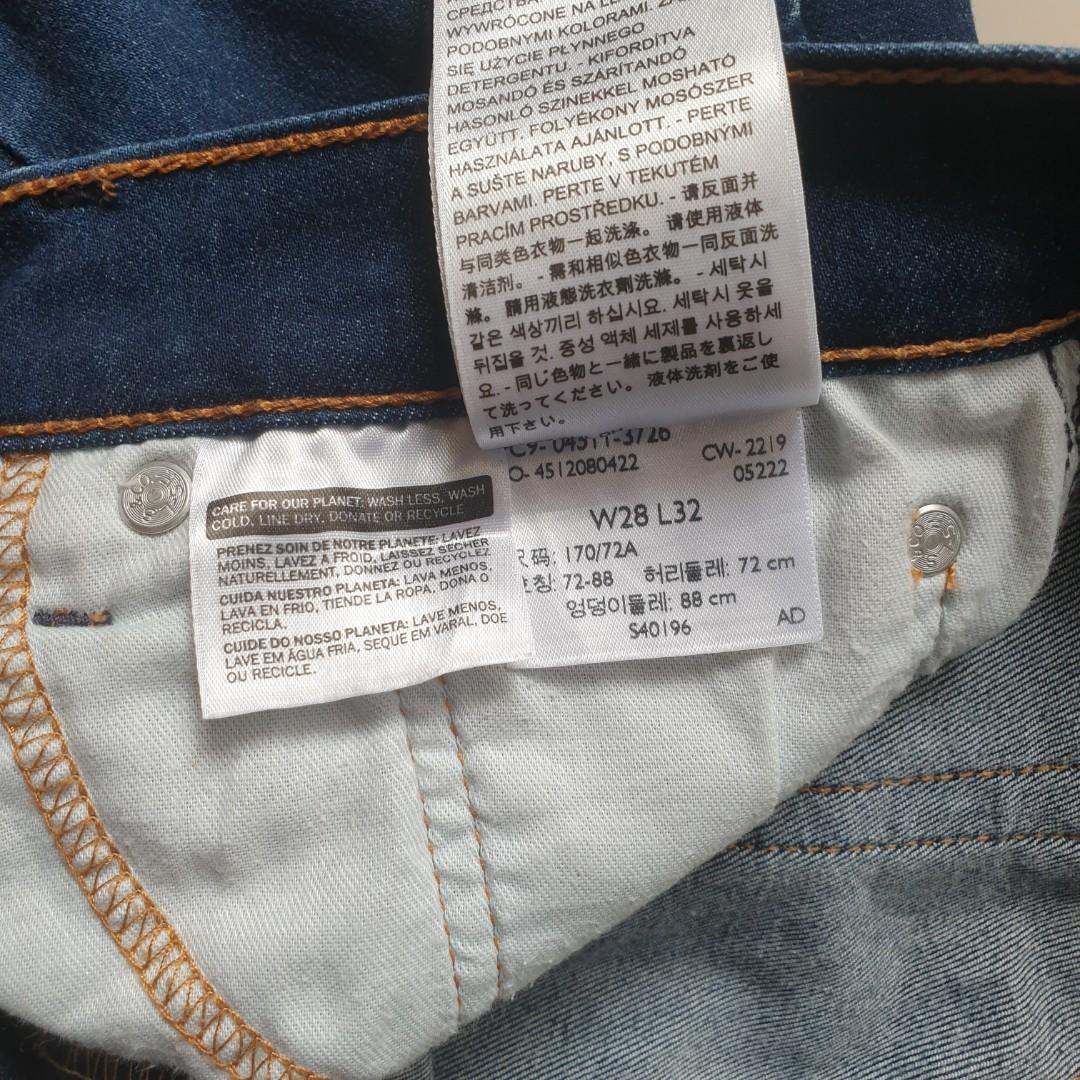 WYWRÓCONE NA
PODOBNYMI KOLORAMI.
SIĘ UŻYCIE PŁYNNEGO
DETERGENTU. - KIFORDÍTVA
MOSANDÓ ÉS SZÁRÍTANDÓ
HASONLÓ SZINEKKEL MOSHATÓ
EGYÜTT. FOLYÉKONY MOSÓSZER
HASZNÁLATA AJÁNLOTT. - PERTE
A SUŠTE NARUBY, S PODOBNÝMI
BARVAMI. PERTE V TEKUTÉM
PRACÍM PROSTŘEDKU. - 请反面并
与同类色衣物一起洗涤。 请使用液体
清洁剂。 - 需和相似色衣物一同反面洗
滌。 請用液態洗衣劑洗滌。 - 세탁시
같은 색상끼리 하십시요. 세탁시 옷을
뒤집을 것. 중성 액체 세제를 사용하세
요. - 同じ色物と一緒に製品を裏返し
て洗ってください。 液体洗剤をご使
用下さい。
CARE FOR OUR PLANET: WASH LESS, WASH
COLD, LINE DRY, DONATE OR RECYCLE
PRENEZ SOIN DE NOTRE PLANETE: LAVEZ
MOINS, LAVEZ A FROID, LAISSEZ SECHER
NATURELLEMENT, DONNEZ OU RECYCLEZ
CUIDA NUESTRO PLANETA: LAVA MENOS,
LAVA EN FRIO, TIENDE LA ROPA, DONA O
RECICLA.
CUIDE DO NOSSO PLANETA: LAVE MENOS,
LAVE EM ÁGUA FRIA, SEQUE EM VARAL, DOE
OU RECICLE.
C9- 04511-3726
O- 4512080422 CW- 2219
05222
W28 L32
码: 170/72A
칭: 72-88 허리둘레: 72 cm
엉덩이둘레: 88 cm
S40196 AD